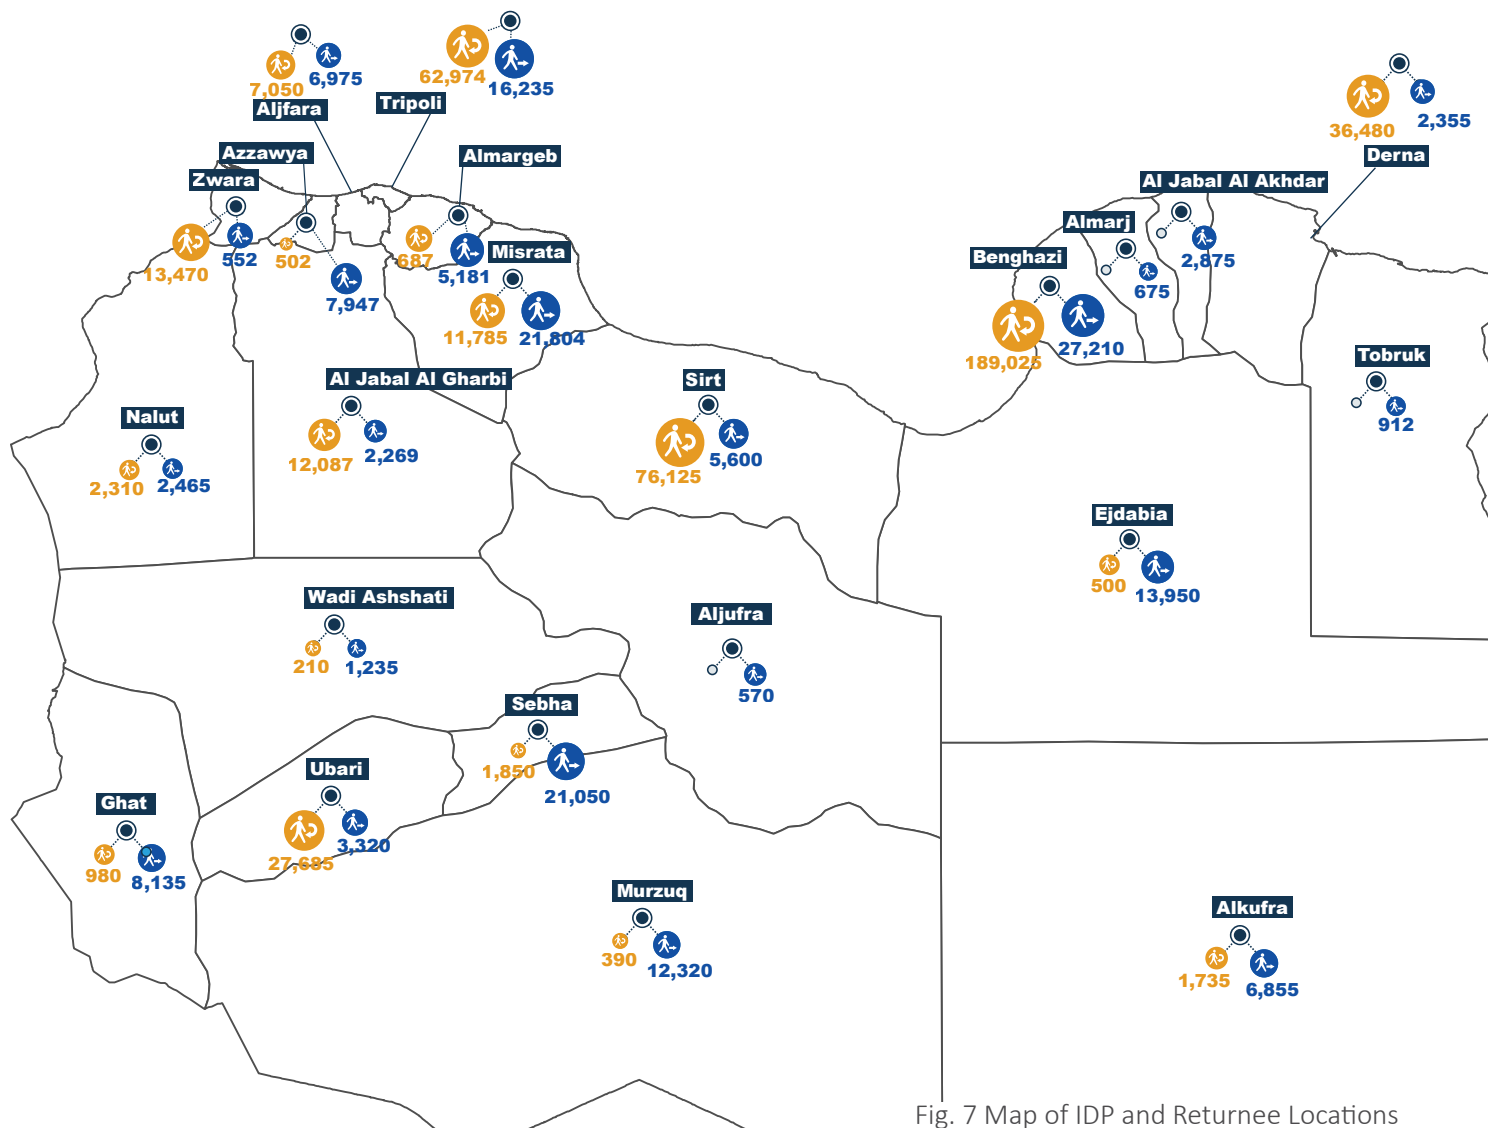 7,050
6,975
Aljfara
62,974
16,235
Tripoli
36,480
2,355
Derna
Azzawya
502
7,947
Zwara
13,470
552
Almargeb
687
5,181
Misrata
11,785
21,804
Al Jabal Al Akhdar
2,875
Almarj
675
Benghazi
189,025
27,210
Tobruk
912
Al Jabal Al Gharbi
12,087
2,269
Sirt
76,125
5,600
Nalut
2,310
2,465
Ejdabia
500
13,950
Wadi Ashshati
210
1,235
Aljufra
570
Sebha
1,850
21,050
Ubari
27,685
3,320
Ghat
980
8,135
Murzuq
390
12,320
Alkufra
1,735
6,855
Fig. 7 Map of IDP and Returnee Locations